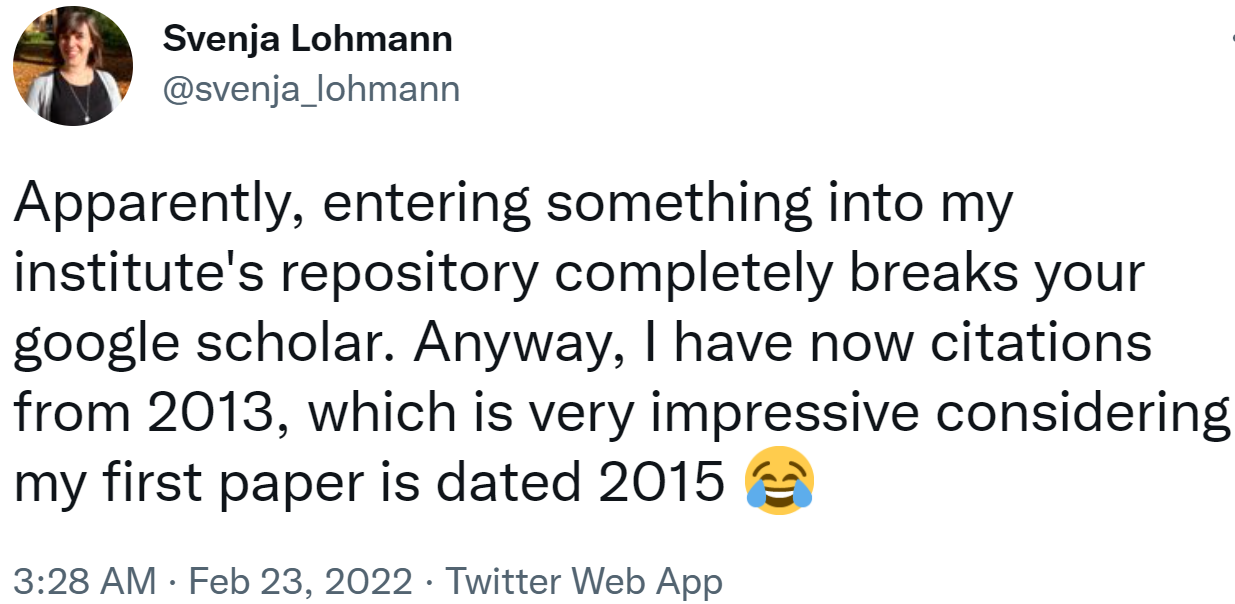 Svenja Lohmann
@svenja_lohmann
Apparently, entering something into my
institute's repository completely breaks your
google scholar. Anyway, I have now citations
from 2013, which is very impressive considering
my first paper is dated 2015 😂
3:28 AM · Feb 23, 2022 · Twitter Web App